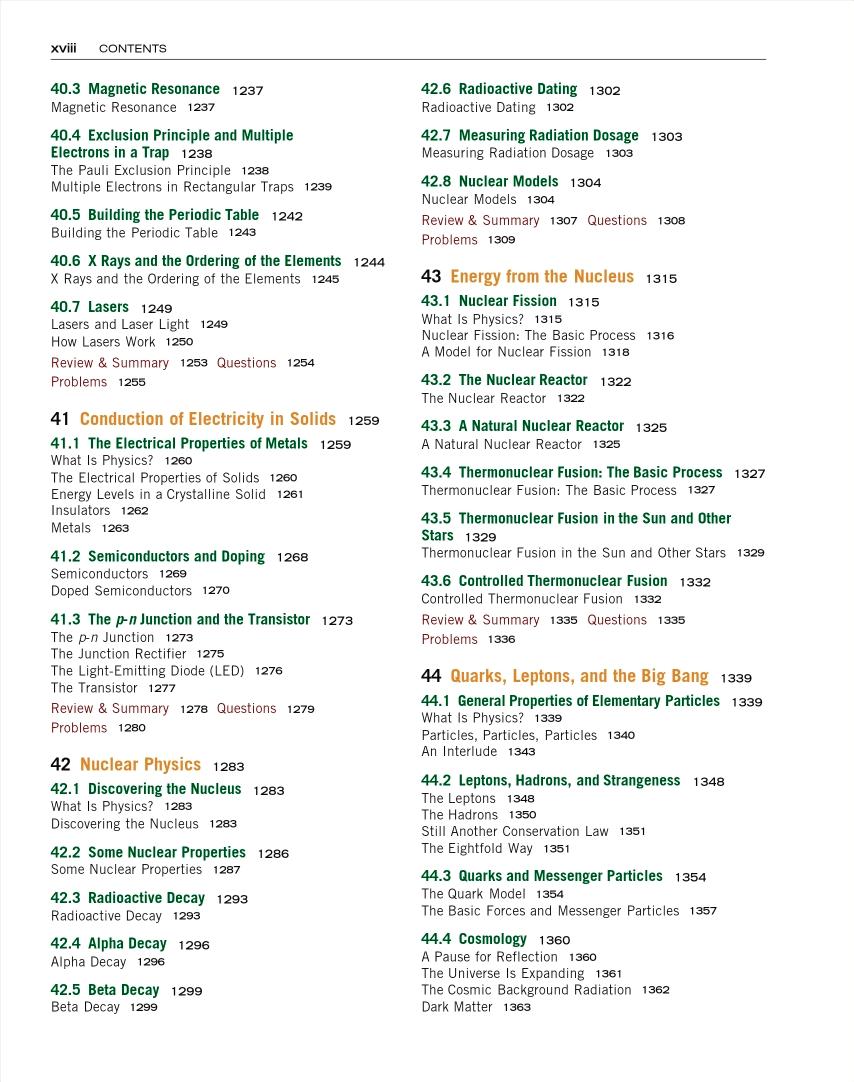 xviii CONTENTS
40.3 Magnetic Resonance 1237
Magnetic Resonance 1237
40.4 Exclusion Principle and Multiple
Electrons in a Trap 1238
The Pauli Exclusion Principle 1238
Multiple Electrons in Rectangular Traps 1239
40.5 Building the Periodic Table 1242
Building the Periodic Table 1243
40.6 X Rays and the Ordering of the Elements 1244
X Rays and the Ordering of the Elements 1245
40.7 Lasers 1249
Lasers and Laser Light 1249
How Lasers Work 1250
Review & Summary 1253 Questions 1254
Problems 1255
41 Conduction of Electricity in Solids 1259
41.1 The Electrical Properties of Metals 1259
What Is Physics? 1260
The Electrical Properties of Solids 1260
Energy Levels in a Crystalline Solid 1261
Insulators 1262
Metals 1263
41.2 Semiconductors and Doping 1268
Semiconductors 1269
Doped Semiconductors 1270
41.3 The p-n Junction and the Transistor 1273
The p-n Junction 1273
The Junction Rectifier 1275
The Light-Emitting Diode (LED) 1276
The Transistor 1277
Review & Summary 1278 Questions 1279
Problems 1280
42 Nuclear Physics 1283
42.1 Discovering the Nucleus 1283
What Is Physics? 1283
Discovering the Nucleus 1283
42.2 Some Nuclear Properties 1286
Some Nuclear Properties 1287
42.3 Radioactive Decay 1293
Radioactive Decay 1293
42.4 Alpha Decay 1296
Alpha Decay 1296
42.5 Beta Decay 1299
Beta Decay 1299
42.6 Radioactive Dating 1302
Radioactive Dating 1302
42.7 Measuring Radiation Dosage 1303
Measuring Radiation Dosage 1303
42.8 Nuclear Models 1304
Nuclear Models 1304
Review & Summary 1307 Questions 1308
Problems 1309
43 Energy from the Nucleus 1315
43.1 Nuclear Fission 1315
What Is Physics? 1315
Nuclear Fission: The Basic Process 1316
A Model for Nuclear Fission 1318
43.2 The Nuclear Reactor 1322
The Nuclear Reactor 1322
43.3 A Natural Nuclear Reactor 1325
A Natural Nuclear Reactor 1325
43.4 Thermonuclear Fusion: The Basic Process 1327
Thermonuclear Fusion: The Basic Process 1327
43.5 Thermonuclear Fusion in the Sun and Other
Stars 1329
Thermonuclear Fusion in the Sun and Other Stars 1329
43.6 Controlled Thermonuclear Fusion 1332
Controlled Thermonuclear Fusion 1332
Review & Summary 1335 Questions 1335
Problems 1336
44 Quarks, Leptons, and the Big Bang 1339
44.1 General Properties of Elementary Particles 1339
What Is Physics? 1339
Particles, Particles, Particles 1340
An Interlude 1343
44.2 Leptons, Hadrons, and Strangeness 1348
The Leptons 1348
The Hadrons 1350
Still Another Conservation Law 1351
The Eightfold Way 1351
44.3 Quarks and Messenger Particles 1354
The Quark Model 1354
The Basic Forces and Messenger Particles 1357
44.4 Cosmology 1360
A Pause for Reflection 1360
The Universe Is Expanding 1361
The Cosmic Background Radiation 1362
Dark Matter 1363